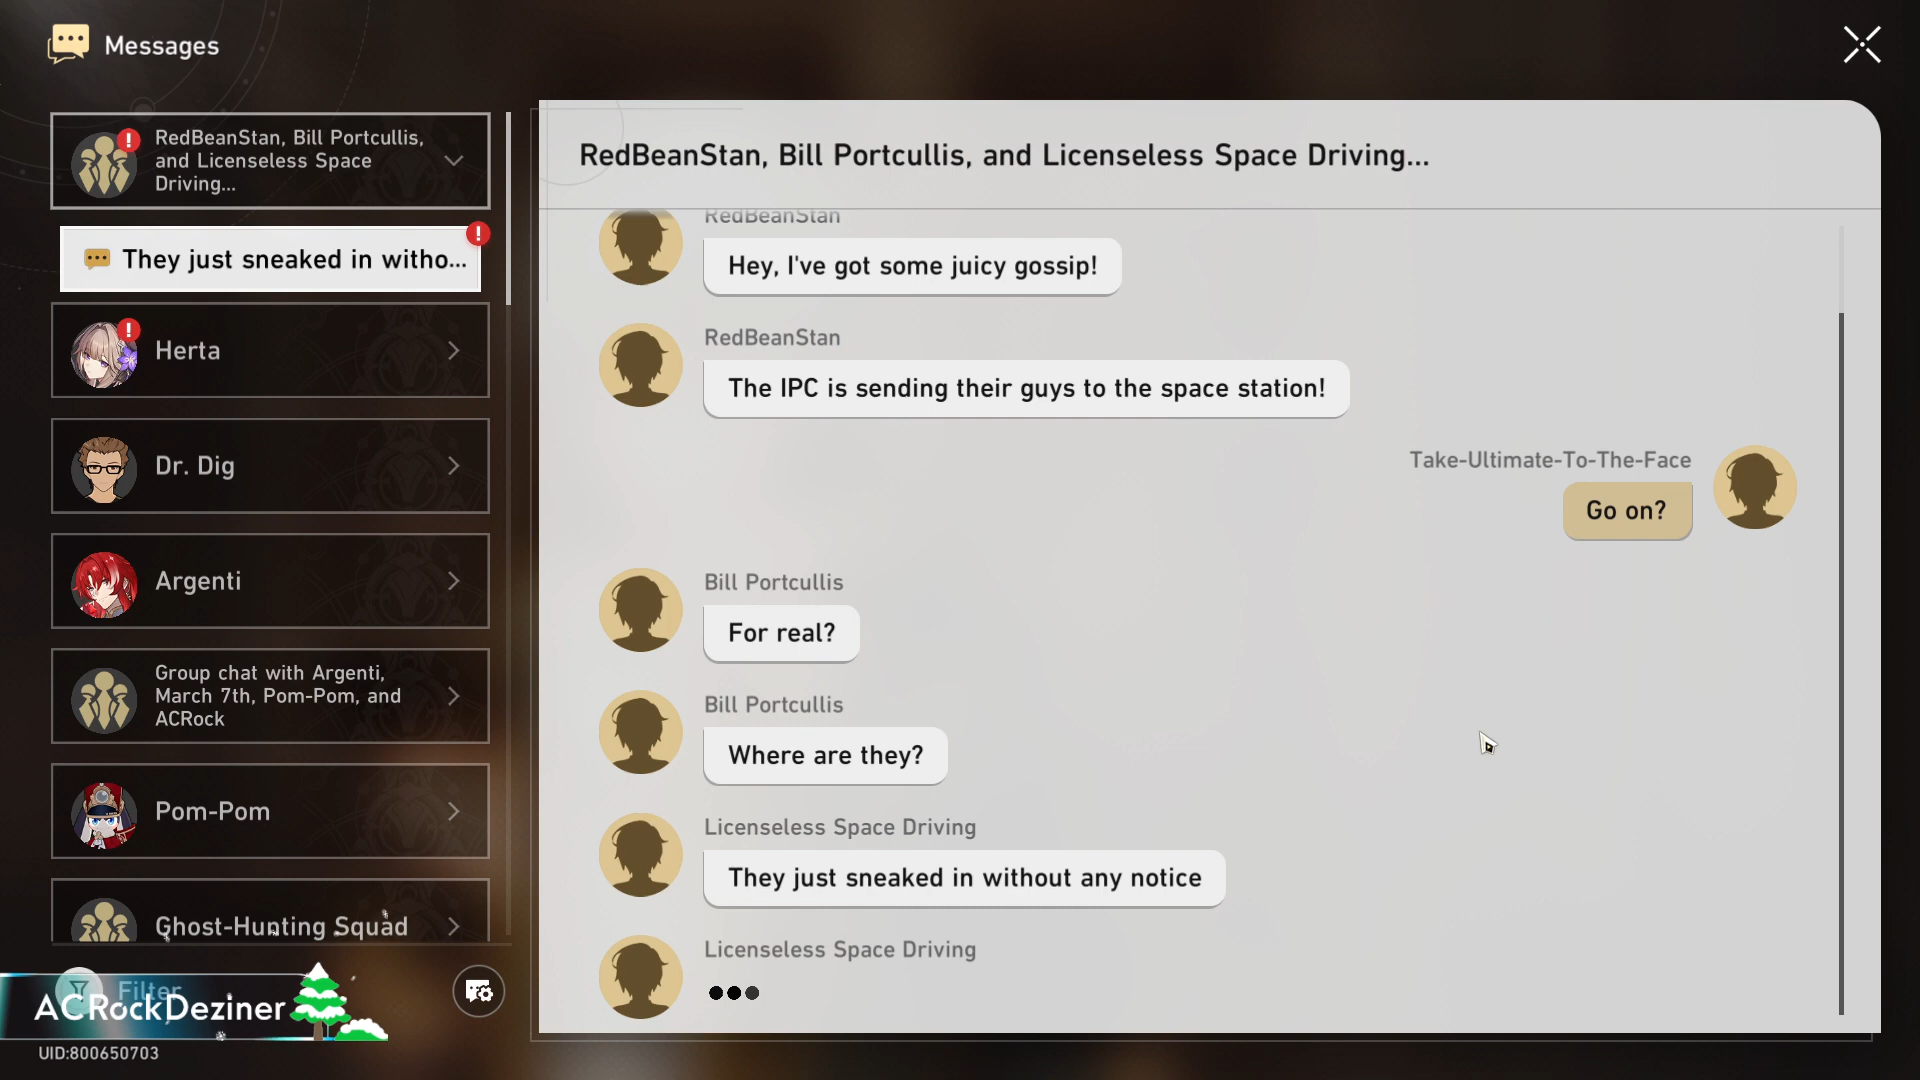 Messages
RedBeanStan, Bill Portcullis,
and Licenseless Space
Driving...
They just sneaked in witho...
Herta
Dr. Dig
Argenti
Group chat with Argenti,
March 7th, Pom-Pom, and
ACRock
Pom-Pom
Ghost-Hunting Squad
Filter
ACRockDeziner
UID:800650703
RedBeanStan, Bill Portcullis, and Licenseless Space Driving...
RedBeanStan
Hey, I've got some juicy gossip!
RedBeanStan
The IPC is sending their guys to the space station!
Take-Ultimate-To-The-Face
Go on?
Bill Portcullis
For real?
Bill Portcullis
Where are they?
Licenseless Space Driving
They just sneaked in without any notice
Licenseless Space Driving